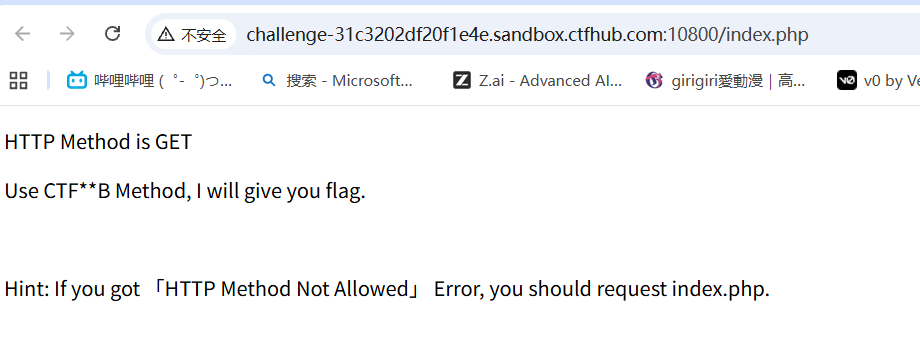 不安全 challenge-31c3202df20f1e4e.sandbox.ctfhub.com:10800/index.php
哔哩哔哩 ( ゜- ゜)つ... 搜索 - Microsoft... Z Z.ai - Advanced AI... girigiri愛動漫 | 高... v0 v0 by Ve
HTTP Method is GET
Use CTF**B Method, I will give you flag.
Hint: If you got 「HTTP Method Not Allowed」 Error, you should request index.php.